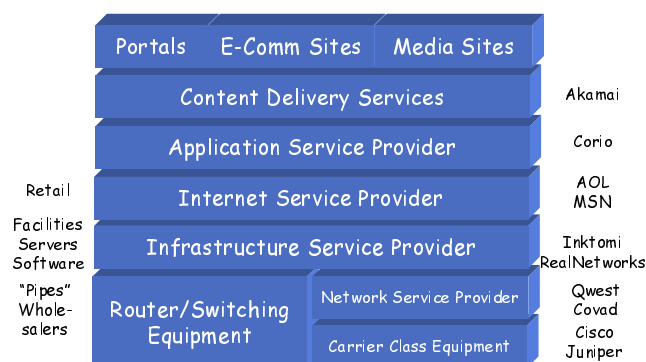 Portals E-Comm Sites Media Sites
Content Delivery Services Akamai
Application Service Provider Corio
Retail Internet Service Provider AOL
MSN
Facilities
Servers
Software
Infrastructure Service Provider
Inktomi
RealNetworks
"Pipes"
Whole-
salers
Router/Switching
Equipment
Network Service Provider
Qwest
Covad
Carrier Class Equipment
Cisco
Juniper